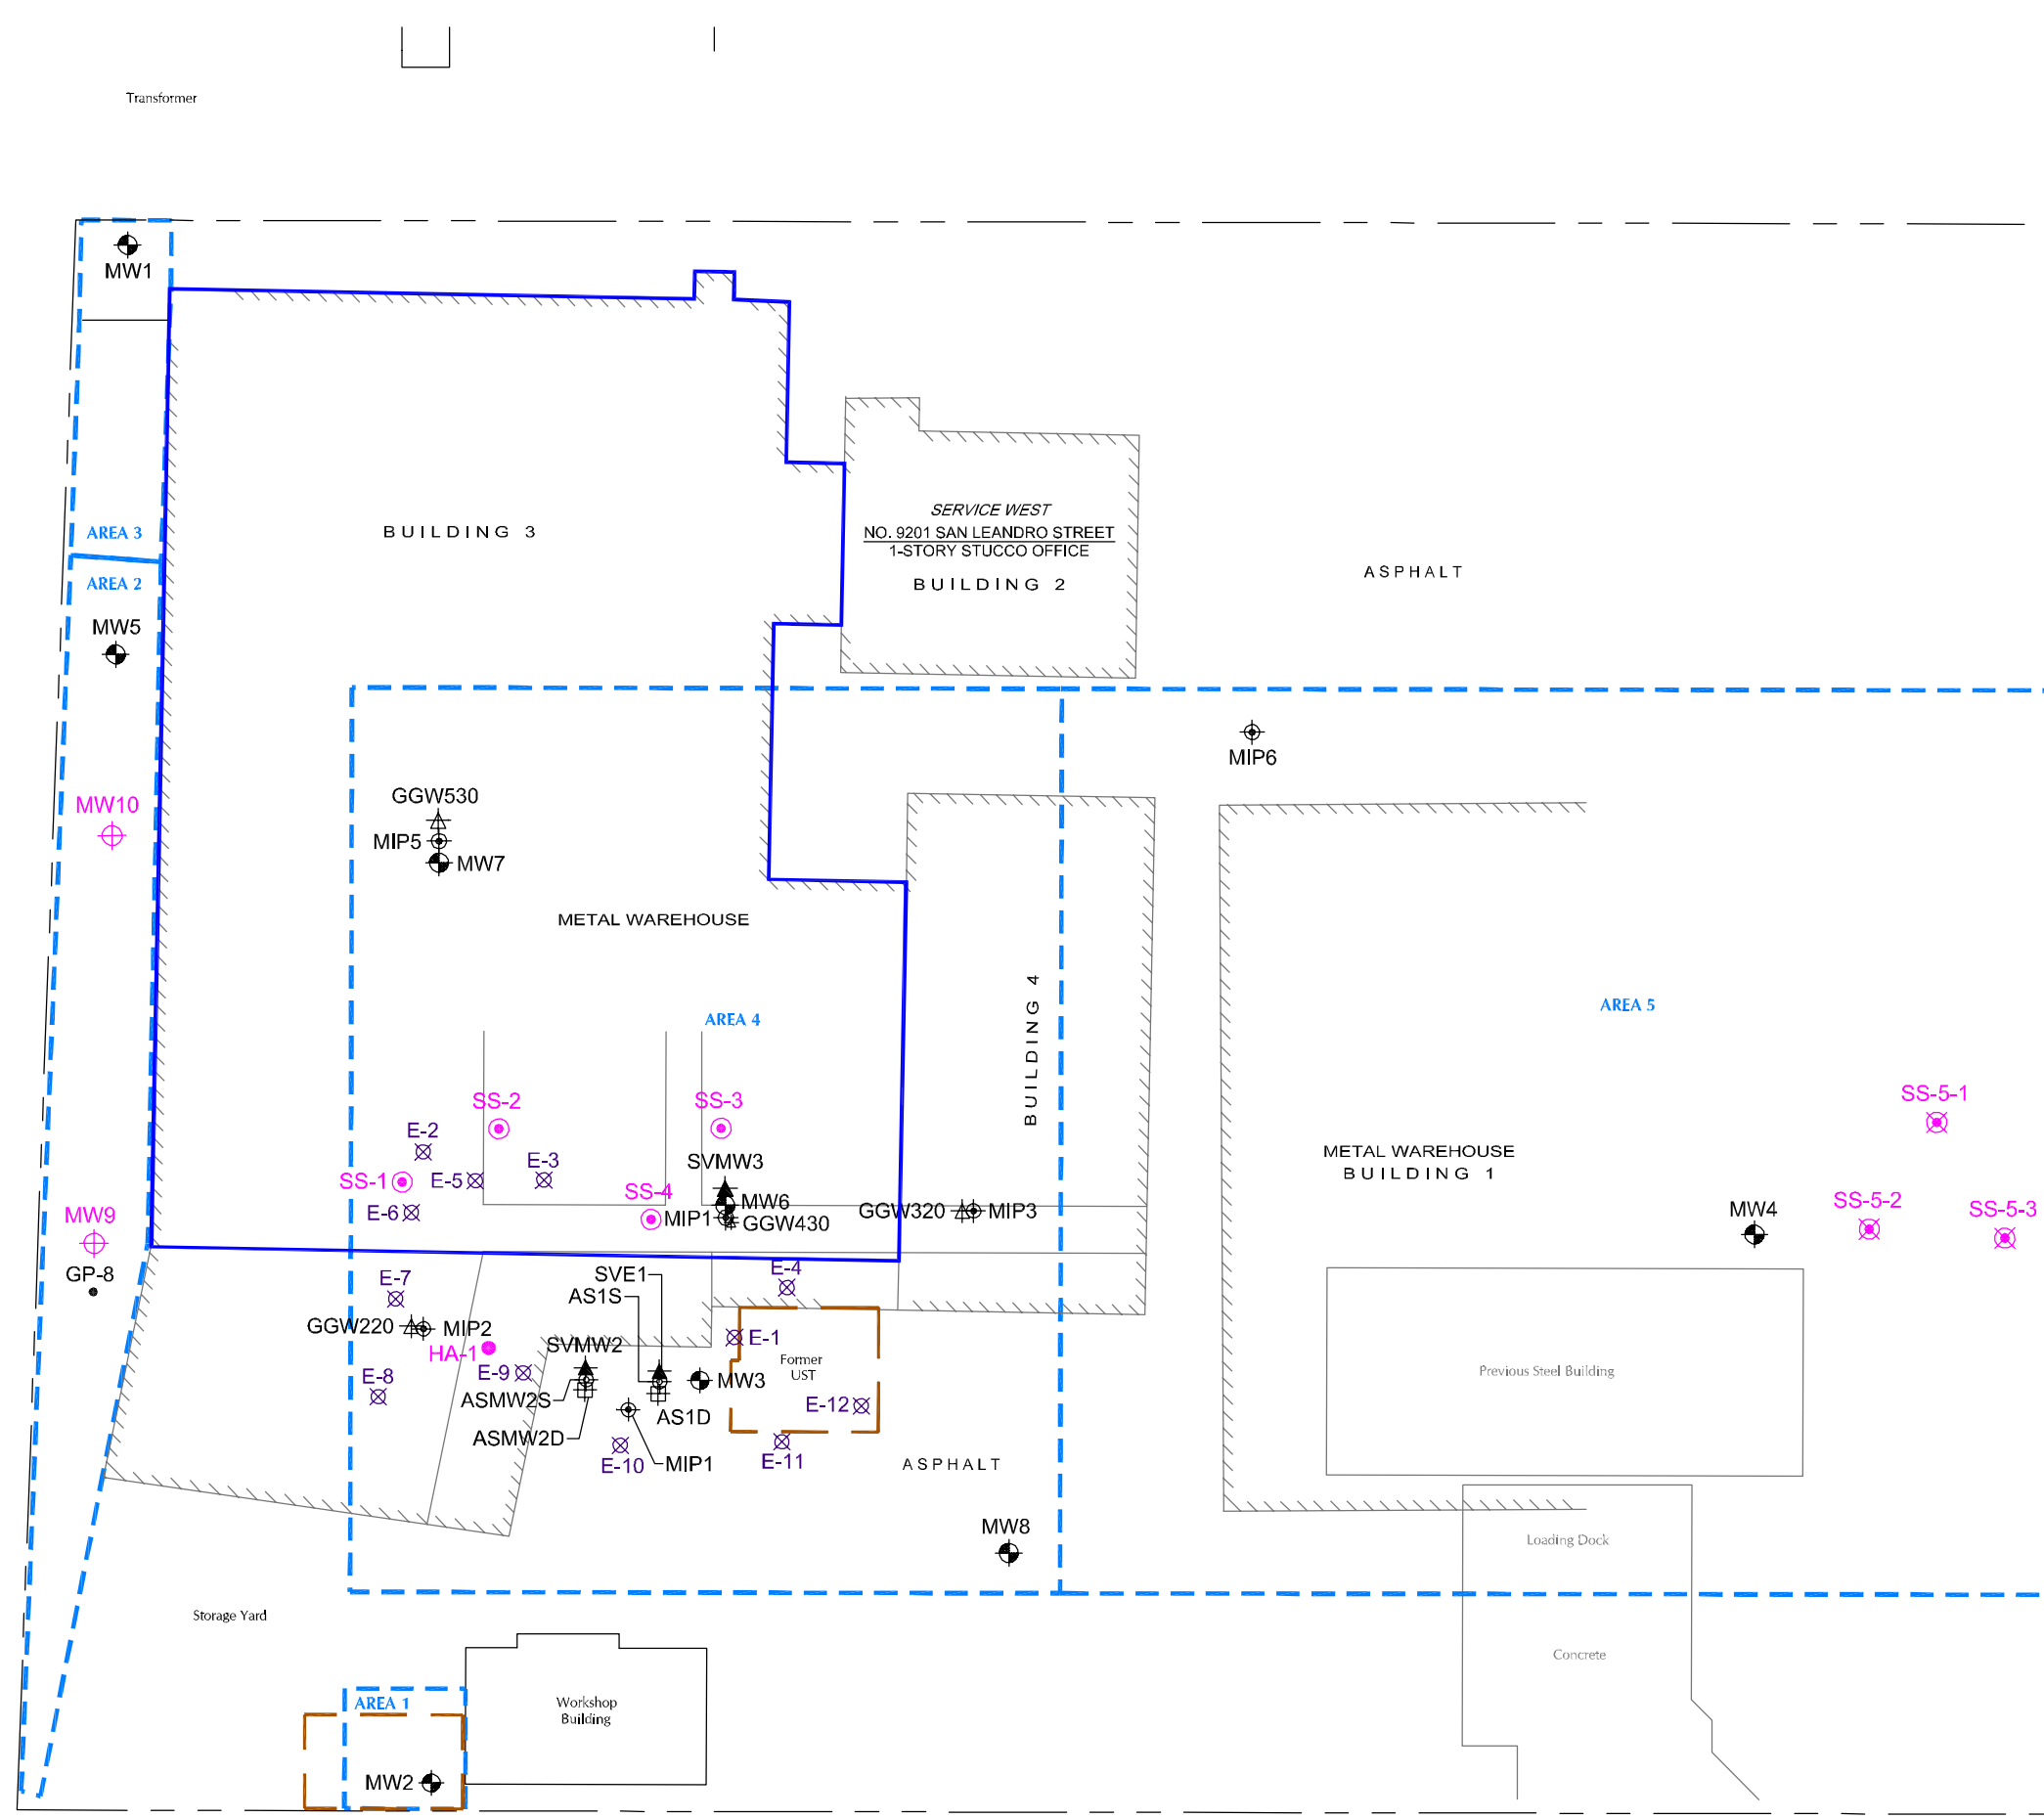 Transformer
MW1
SERVICE WEST
NO. 9201 SAN LEANDRO STREET
1-STORY STUCCO OFFICE
BUILDING 2
BUILDING 3
AREA 3
AREA 2
ASPHALT
MW5
MIP6
GGW530
MW10
MIP5
MW7
METAL WAREHOUSE
AREA 4
BUILDING 4
AREA 5
SS-2
SS-3
SS-5-1
E-2
E-3
SVMW3
METAL WAREHOUSE
BUILDING 1
SS-1
E-5
SS-4
MW6
E-6
MIP1
GGW430
GGW320
MIP3
MW4
SS-5-2
SS-5-3
MW9
GP-8
E-7
SVE1
E-4
AS1S
GGW220
MIP2
HA-1
SVMW2
E-1
Former
UST
Previous Steel Building
E-8
E-9
MW3
ASMW2S
AS1D
E-12
ASMW2D
E-10
MIP1
E-11
ASPHALT
MW8
Loading Dock
Storage Yard
Concrete
AREA 1
Workshop
Building
MW2